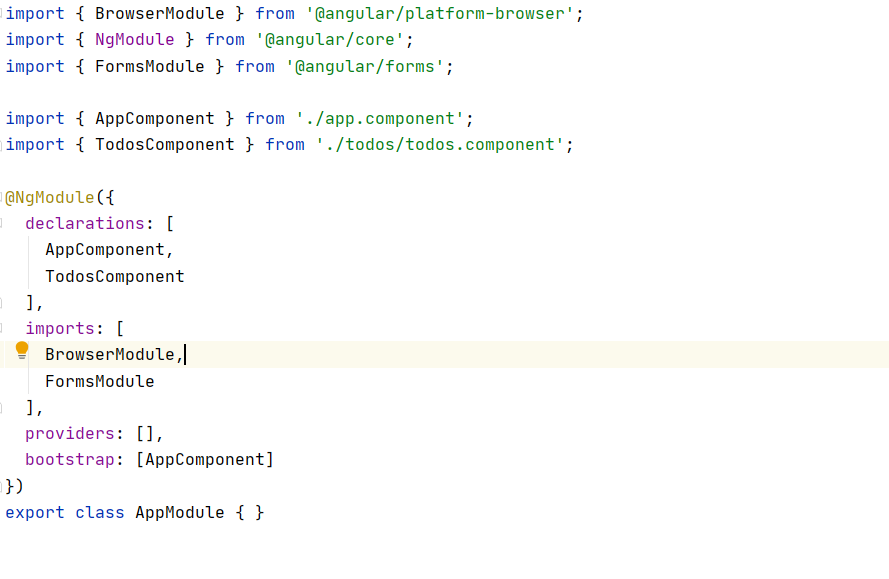 import { BrowserModule } from '@angular/platform-browser';
import { NgModule } from '@angular/core';
import { FormsModule } from '@angular/forms';

import { AppComponent } from './app.component';
import { TodosComponent } from './todos/todos.component';

@NgModule({
  declarations: [
    AppComponent,
    TodosComponent
  ],
  imports: [
    BrowserModule,
    FormsModule
  ],
  providers: [],
  bootstrap: [AppComponent]
})
export class AppModule { }